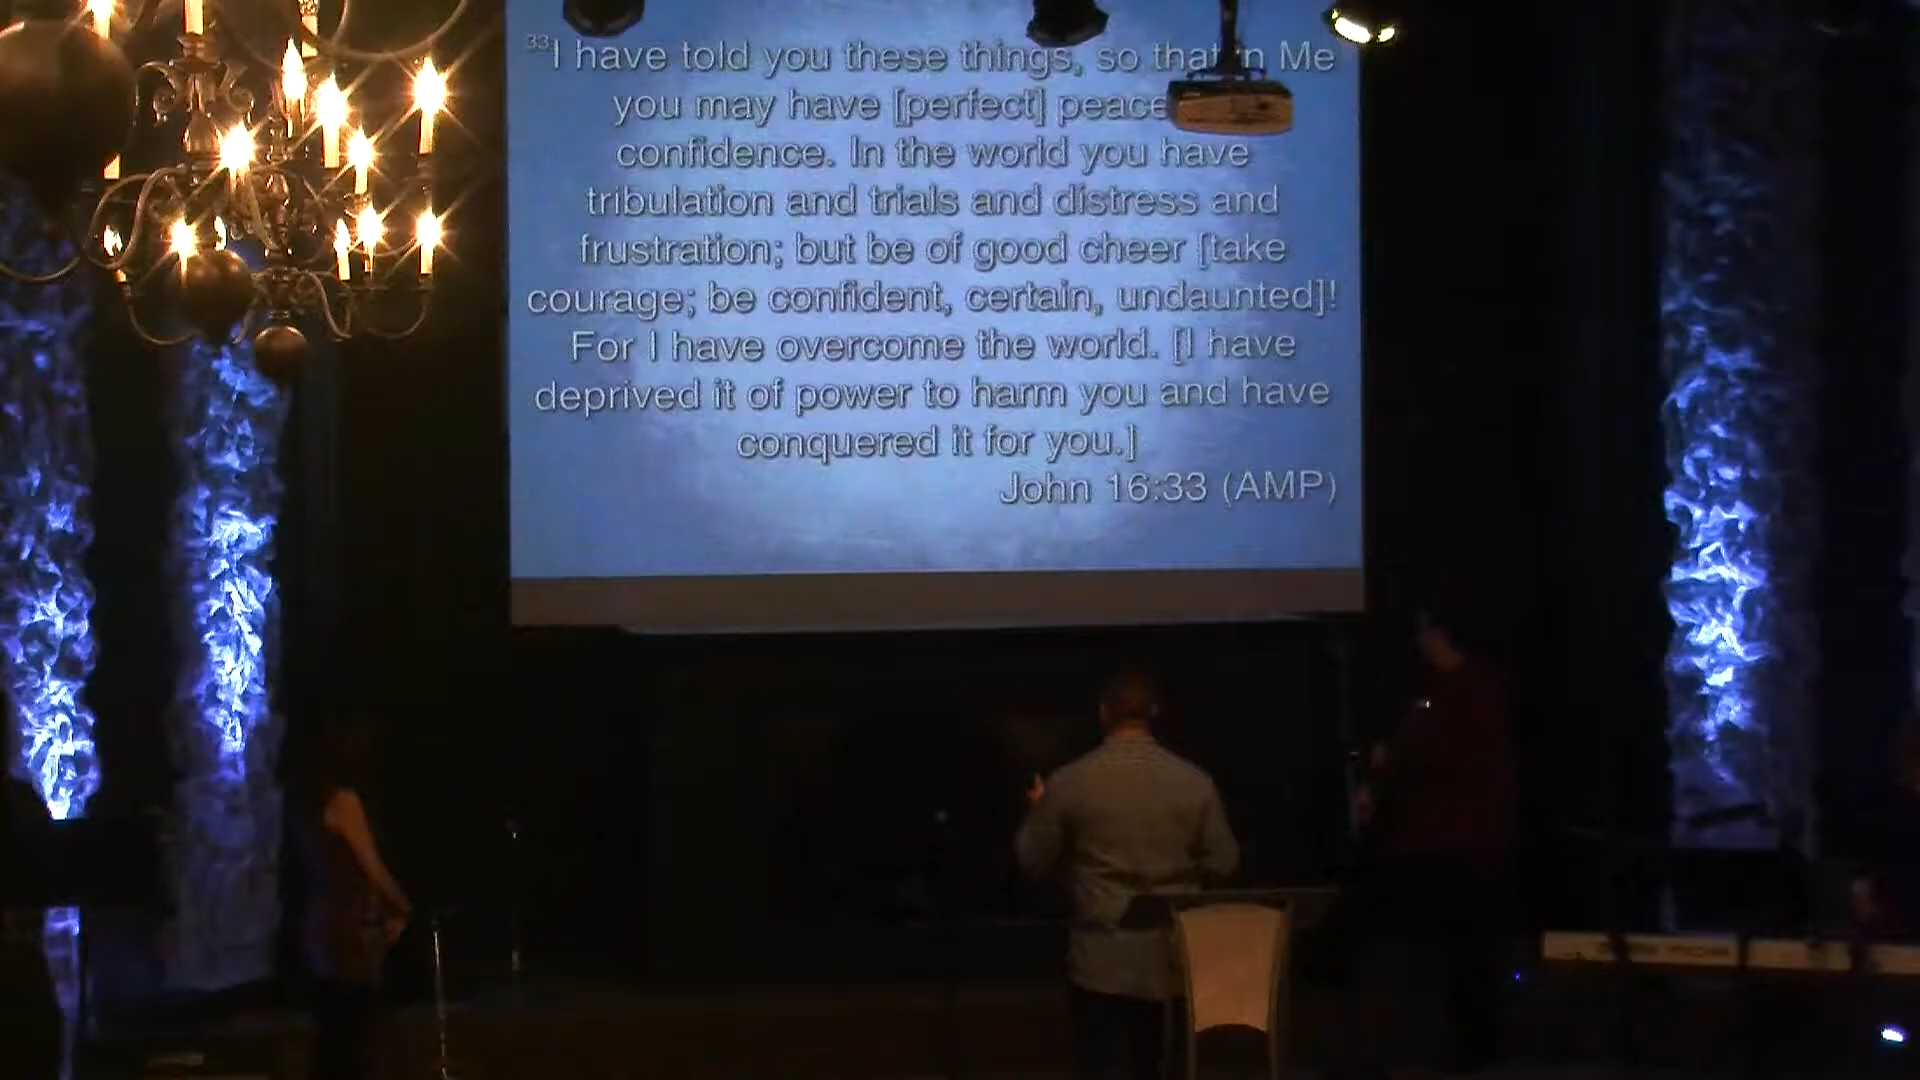 33I have told you these things, so that in Me
you may have [perfect] peace
confidence. In the world you have
tribulation and trials and distress and
frustration; but be of good cheer [take
courage; be confident, certain, undaunted]!
For I have overcome the world. [I have
deprived it of power to harm you and have
conquered it for you.]
John 16:33 (AMP)